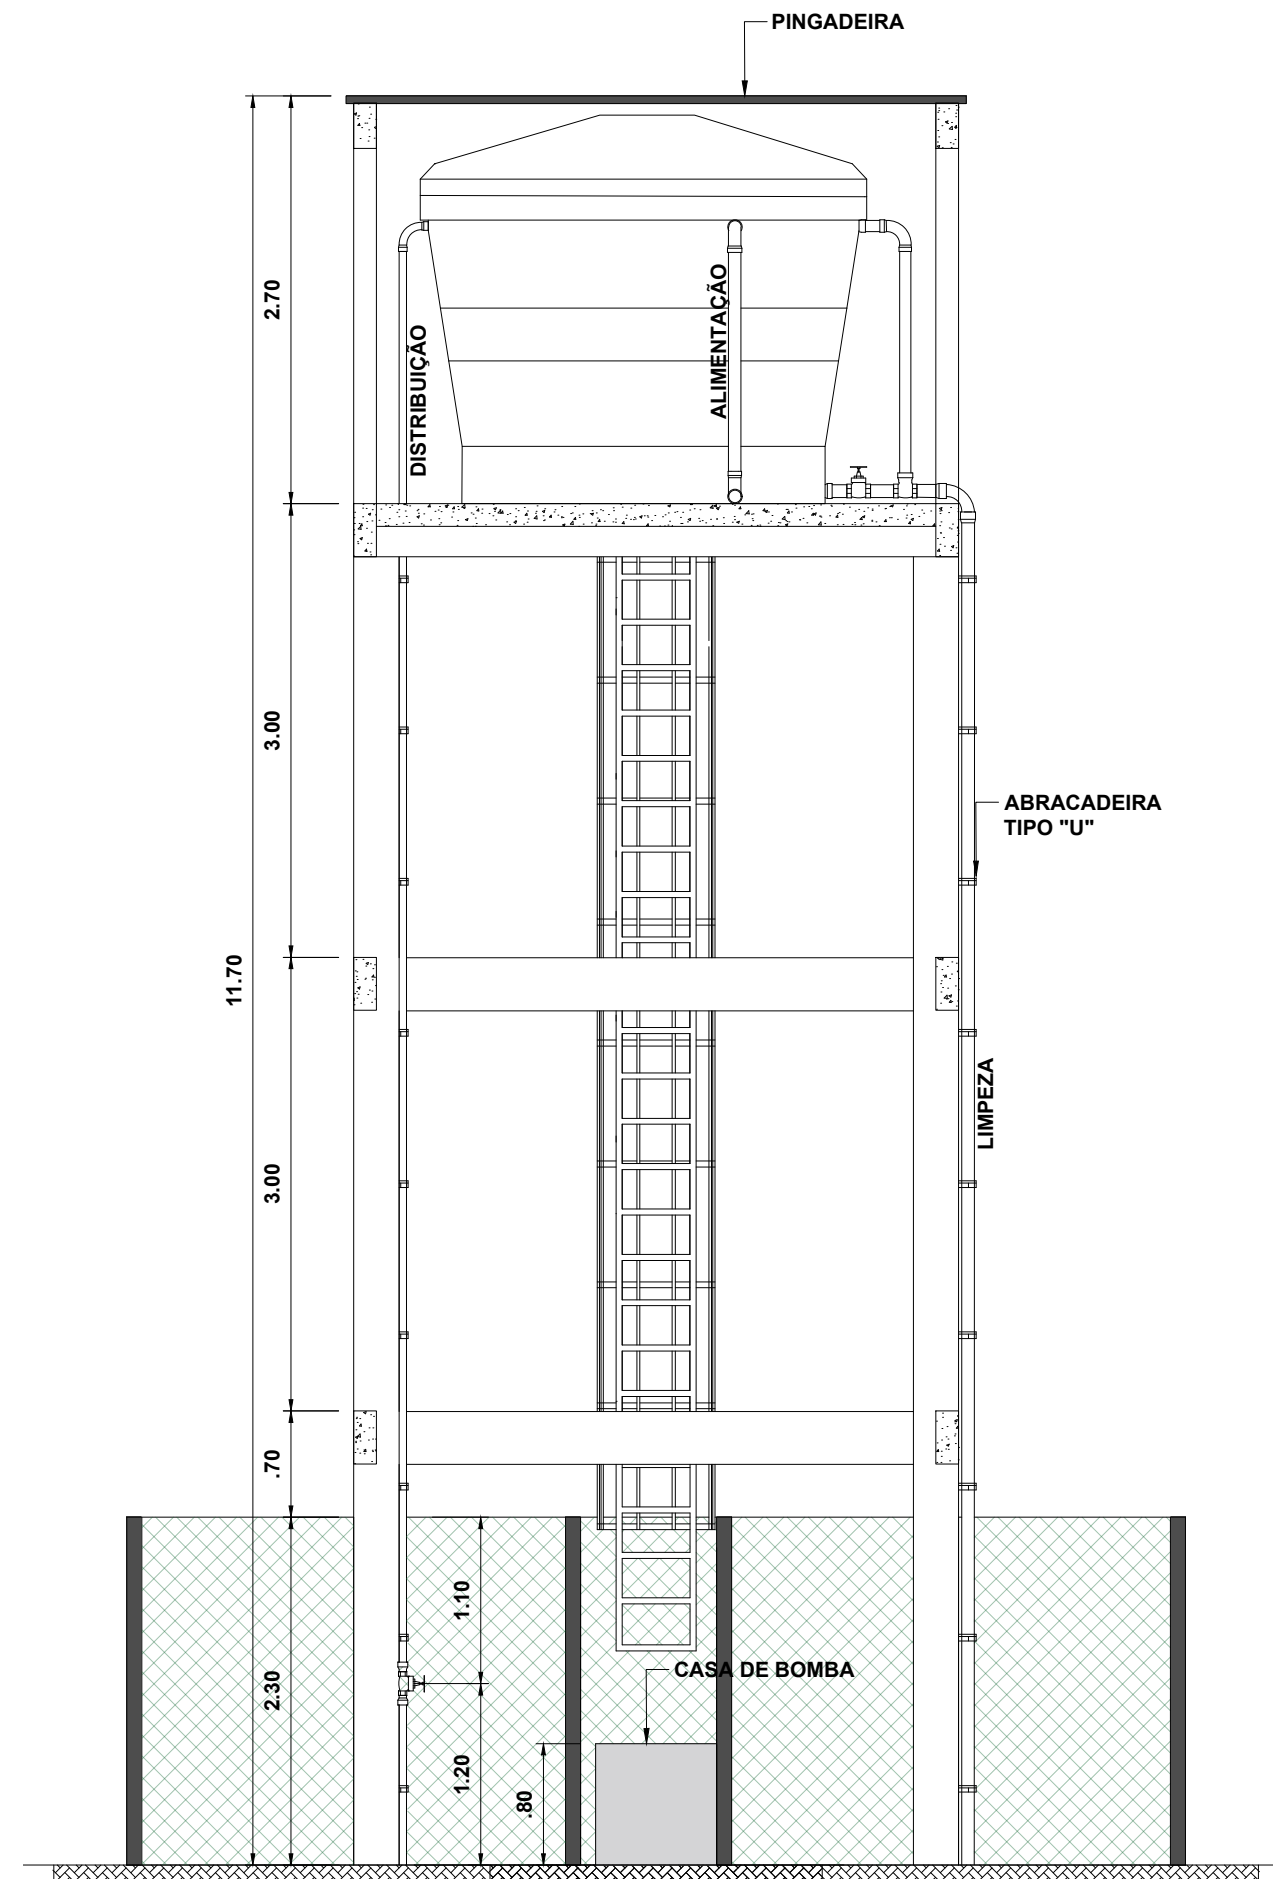 PINGADEIRA
2.70
DISTRIBUIÇÃO
ALIMENTAÇÃO
3.00
ABRACADEIRA
TIPO "U"
11.70
LIMPEZA
3.00
.70
1.10
CASA DE BOMBA
2.30
1.20
.80